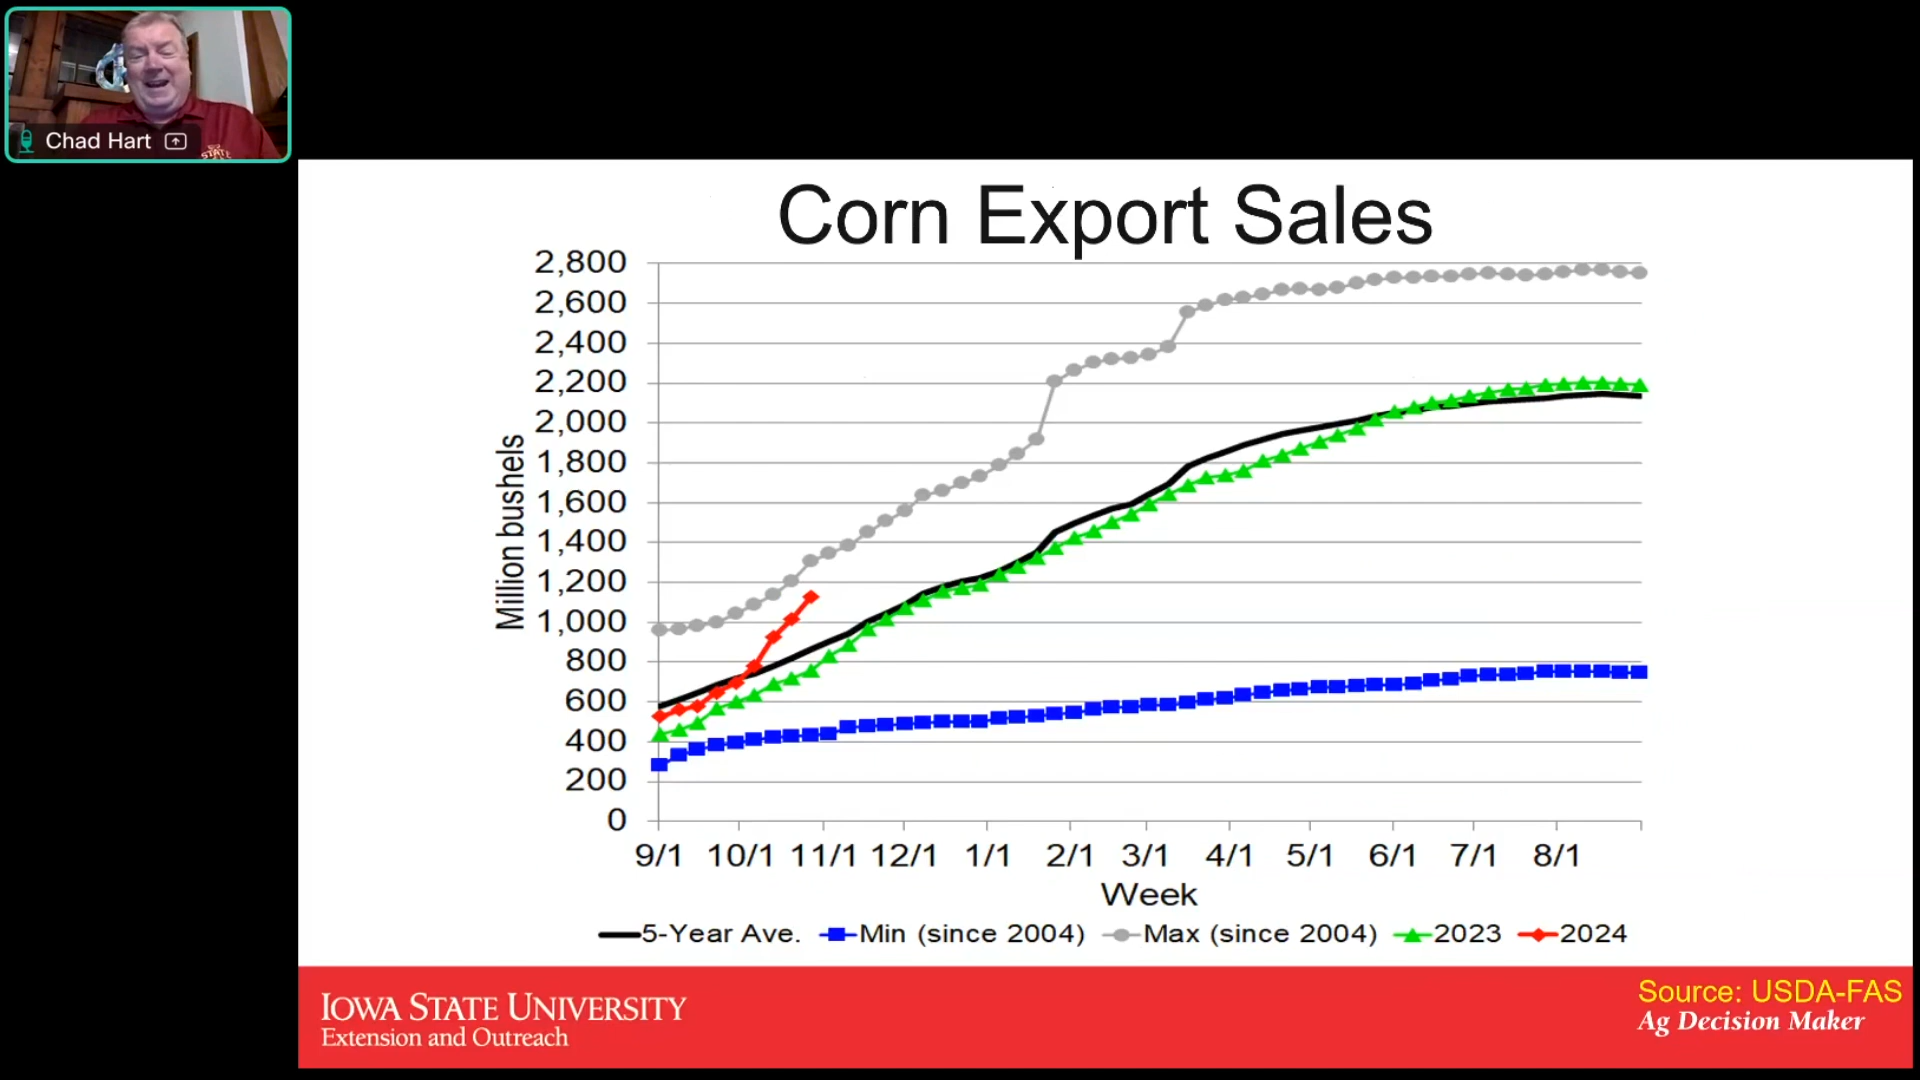 Chad Hart
STATE
Corn Export Sales
2,800
2,600
2,400
2,200
2,000
1,800
1,600
1,400
1,200
1,000
800
600
400
200
0
Million bushels
9/1 10/1 11/1 12/1 1/1 2/1 3/1 4/1 5/1 6/1 7/1 8/1
Week
5-Year Ave. Min (since 2004) Max (since 2004) 2023 2024
IOWA STATE UNIVERSITY
Extension and Outreach
Source: USDA-FAS
Ag Decision Maker